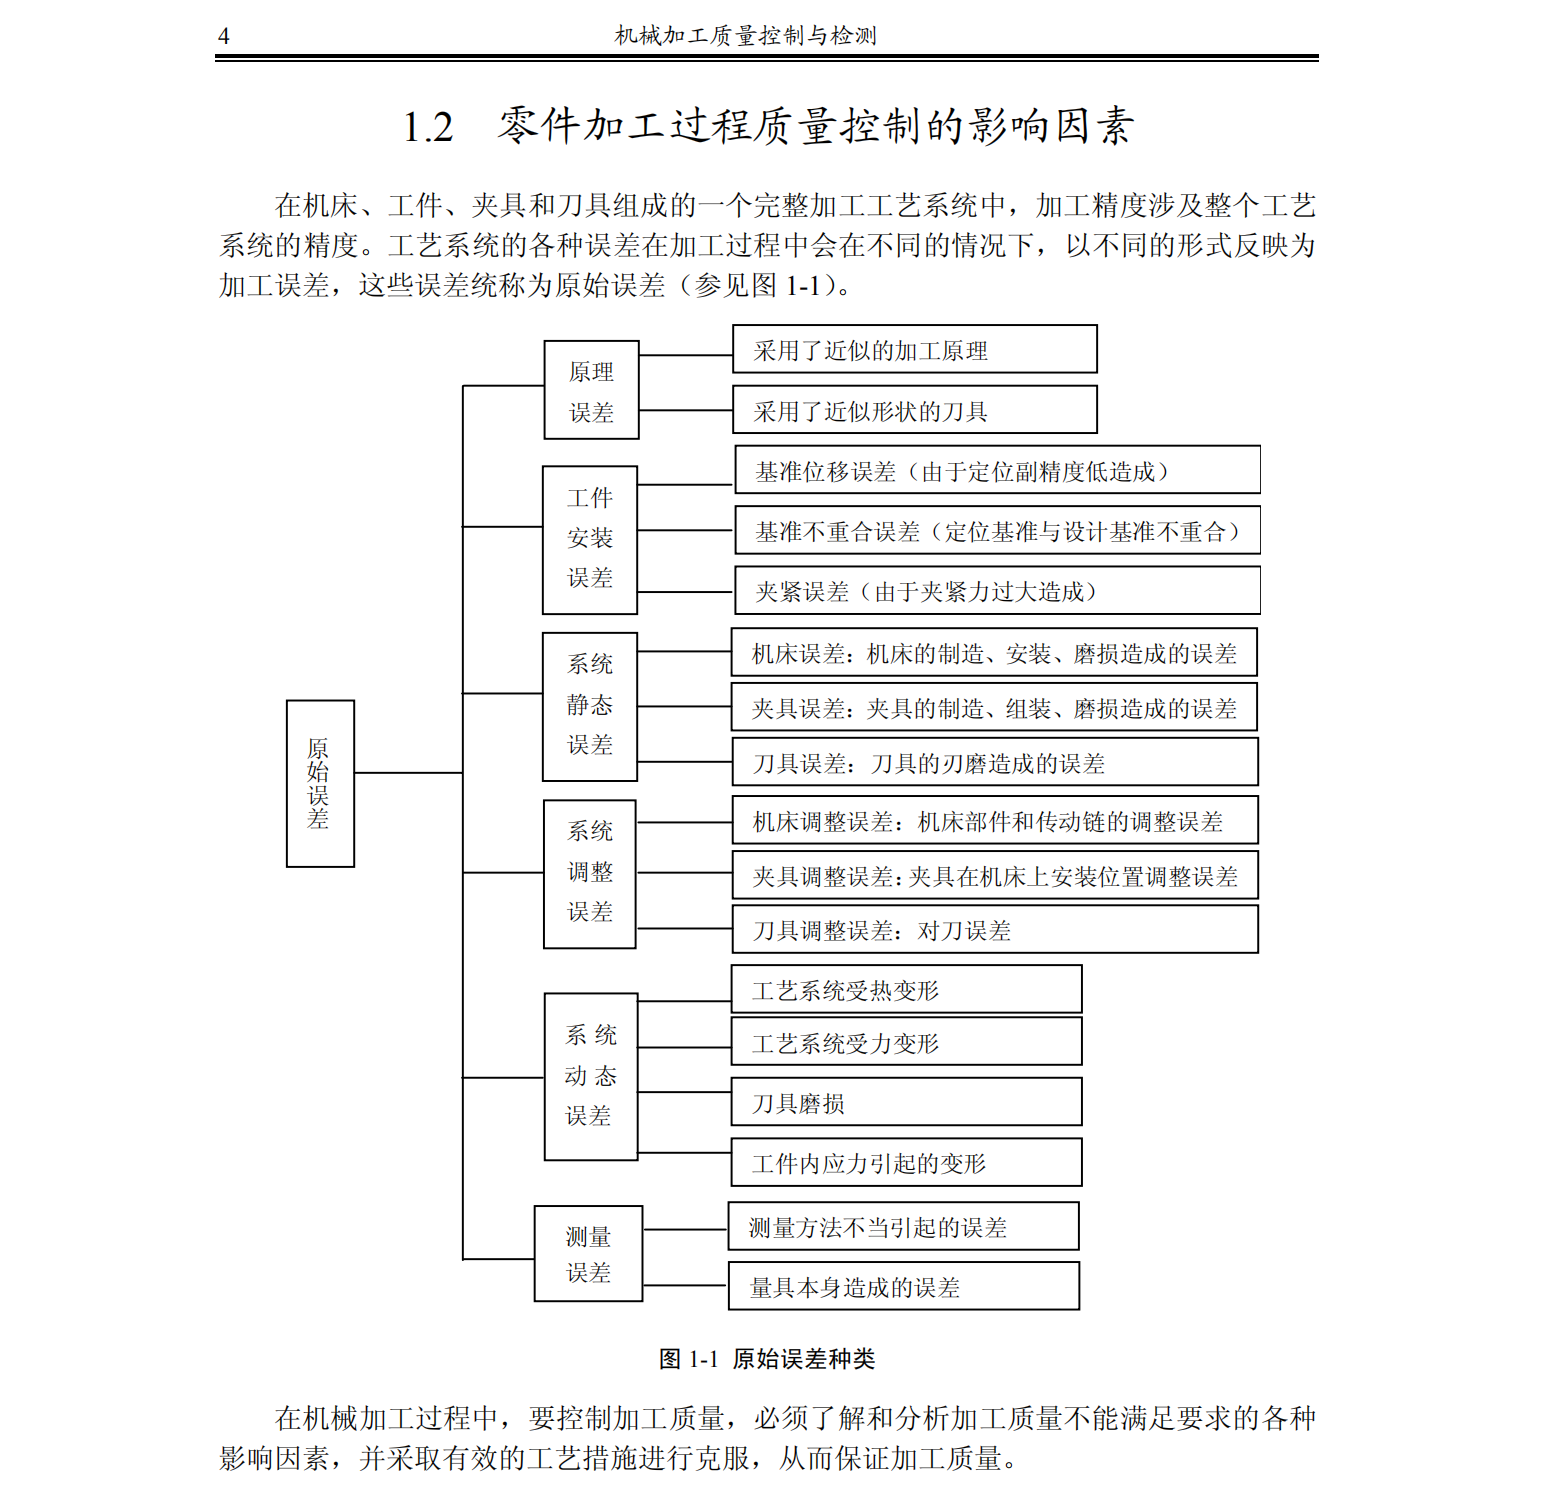 4
机械加工质量控制与检测
1.2 零件加工过程质量控制的影响因素
在机床、工件、夹具和刀具组成的一个完整加工工艺系统中，加工精度涉及整个工艺
系统的精度。工艺系统的各种误差在加工过程中会在不同的情况下，以不同的形式反映为
加工误差，这些误差统称为原始误差（参见图 1-1）。
原始误差
原理
误差
采用了近似的加工原理
采用了近似形状的刀具
工件
安装
误差
基准位移误差（由于定位副精度低造成）
基准不重合误差（定位基准与设计基准不重合）
夹紧误差（由于夹紧力过大造成）
系统
静态
误差
机床误差：机床的制造、安装、磨损造成的误差
夹具误差：夹具的制造、组装、磨损造成的误差
刀具误差：刀具的刃磨造成的误差
系统
调整
误差
机床调整误差：机床部件和传动链的调整误差
夹具调整误差：夹具在机床上安装位置调整误差
刀具调整误差：对刀误差
系 统
动 态
误差
工艺系统受热变形
工艺系统受力变形
刀具磨损
工件内应力引起的变形
测量
误差
测量方法不当引起的误差
量具本身造成的误差
图 1-1 原始误差种类
在机械加工过程中，要控制加工质量，必须了解和分析加工质量不能满足要求的各种
影响因素，并采取有效的工艺措施进行克服，从而保证加工质量。